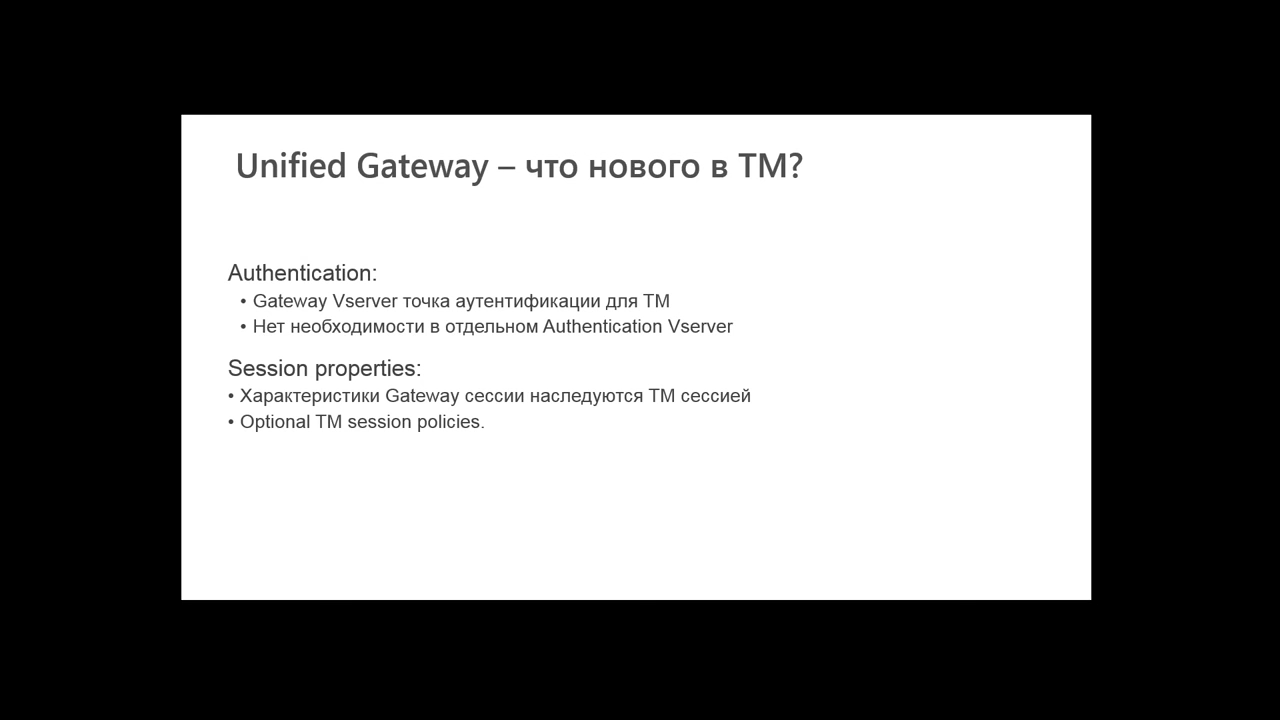 Unified Gateway – что нового в TM?
Authentication:
• Gateway Vserver точка аутентификации для TM
• Нет необходимости в отдельном Authentication Vserver
Session properties:
• Характеристики Gateway сессии наследуются TM сессией
• Optional TM session policies.